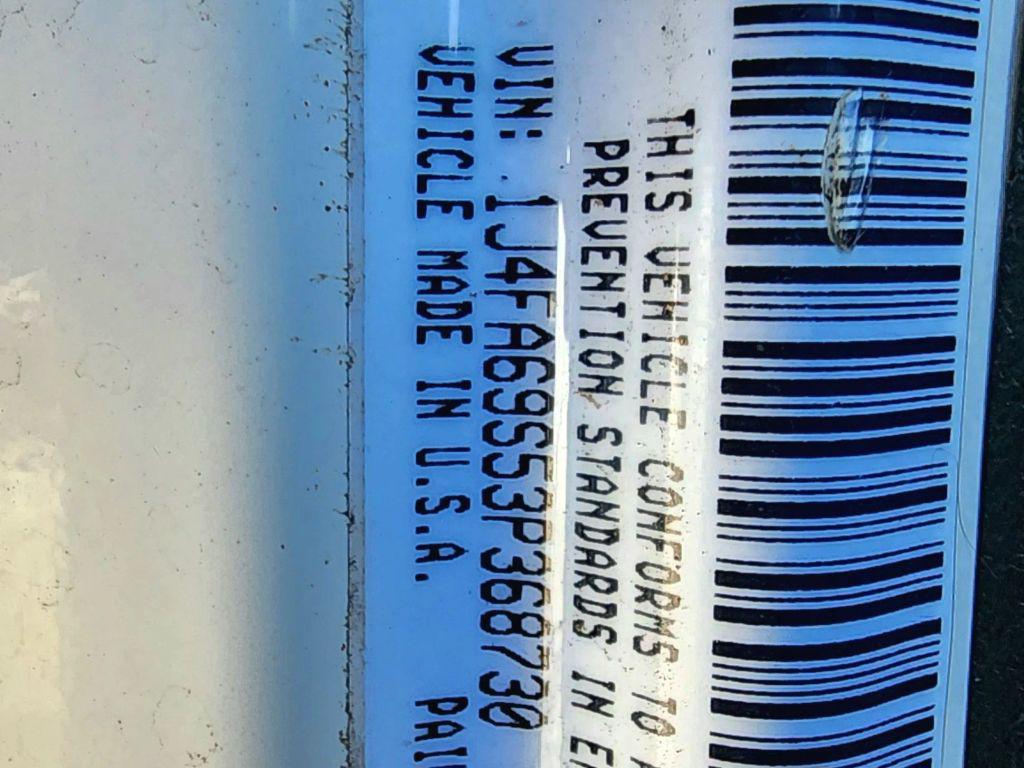 THIS VEHICLE CONFORMS TO
PREVENTION STANDARDS IN
VIN: 1J4FA69S53P368730
VEHICLE MADE IN U.S.A.